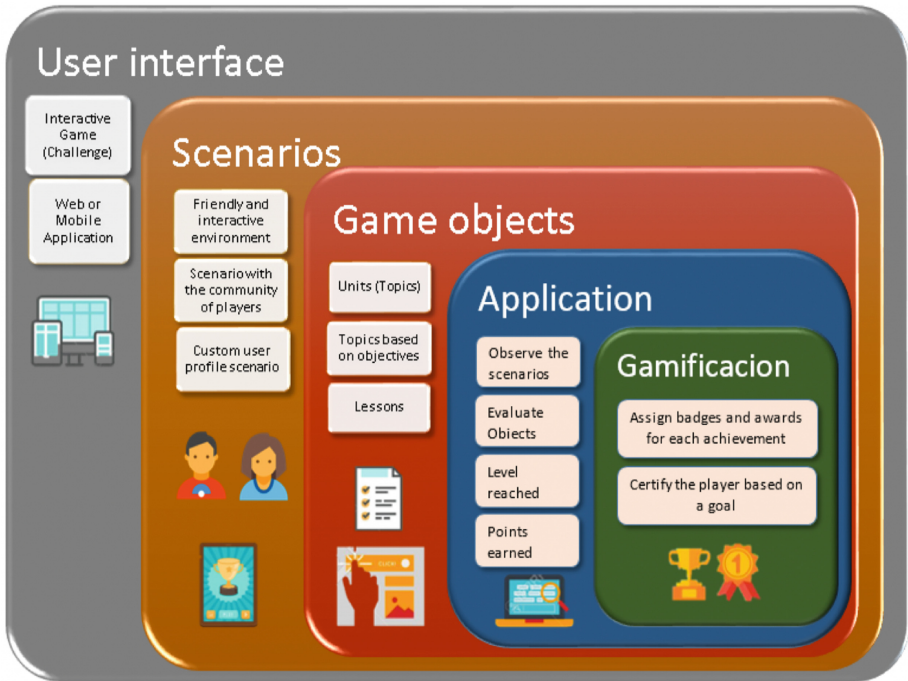 User interface
Interactive
Game
(Challenge)
Web or
Mobile
Application
Scenarios
Friendly and
interactive
environment
Scenario with
the community
of players
Custom user
profile scenario
Game objects
Units (Topics)
Topics based
on objectives
Lessons
CLICK!
Application
Observe the
scenarios
Evaluate
Objects
Level
reached
Points
earned
Gamificacion
Assign badges and awards
for each achievement
Certify the player based on
a goal
1